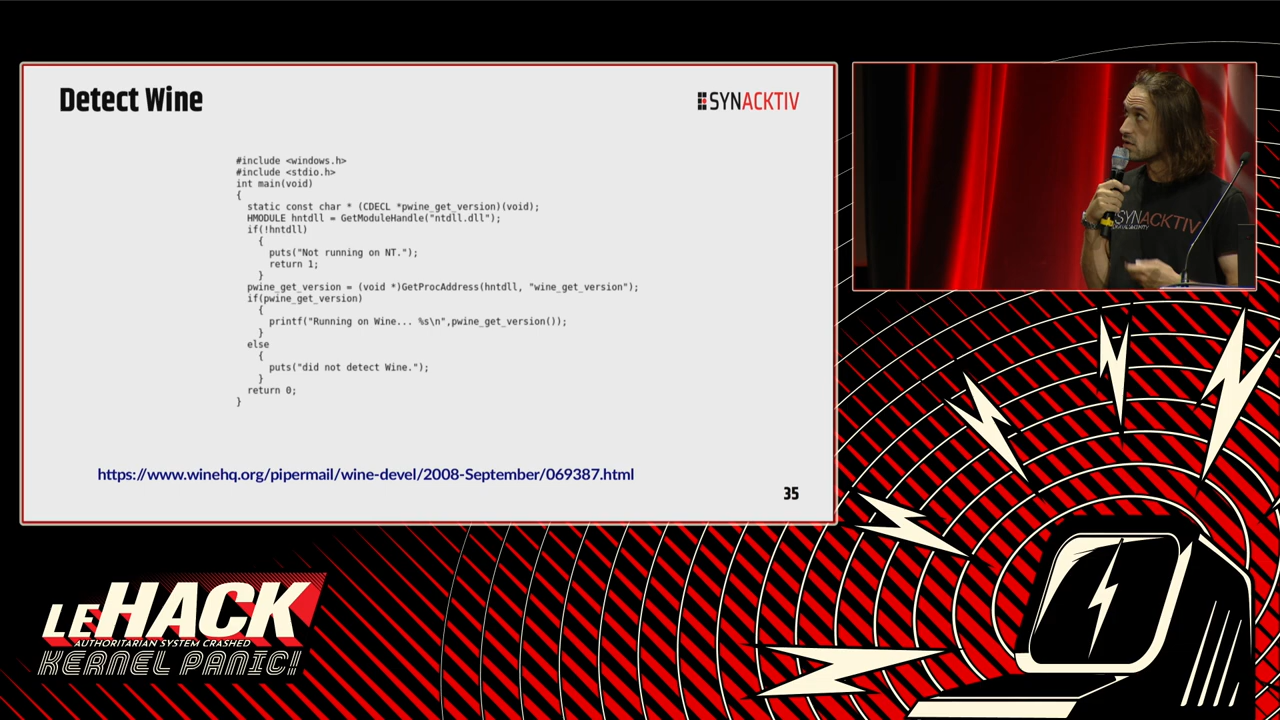 Detect Wine
SYNACKTIV
#include <windows.h>
#include <stdio.h>
int main(void)
{
  static const char * (CDECL *pwine_get_version)(void);
  HMODULE hntdll = GetModuleHandle("ntdll.dll");
  if(!hntdll)
    {
      puts("Not running on NT.");
      return 1;
    }
  pwine_get_version = (void *)GetProcAddress(hntdll, "wine_get_version");
  if(pwine_get_version)
    {
      printf("Running on Wine... %s\n",pwine_get_version());
    }
  else
    {
      puts("did not detect Wine.");
    }
  return 0;
}
https://www.winehq.org/pipermail/wine-devel/2008-September/069387.html
35
SYNACKTIV
LEHACK
AUTHORITARIAN SYSTEM CRASHED
KERNEL PANIC!